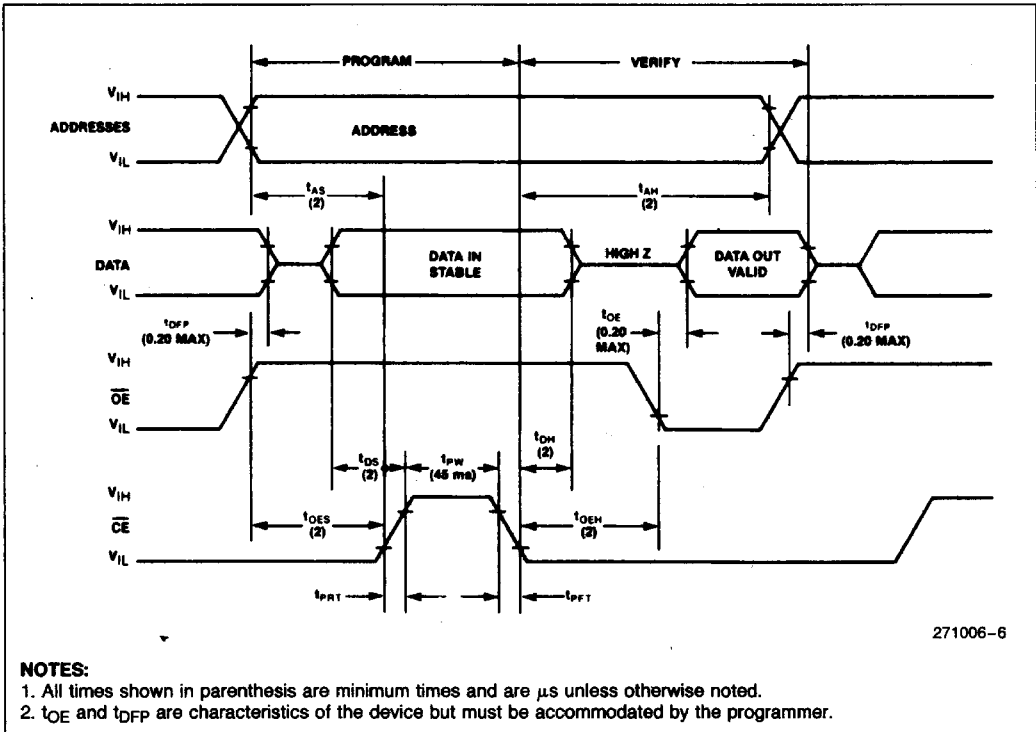 PROGRAM
VERIFY
VIH
ADDRESSES
ADDRESS
VIL
tAS
(2)
tAH
(2)
VIH
DATA
DATA IN
STABLE
HIGH Z
DATA OUT
VALID
VIL
tDFP
(0.20 MAX)
tOE
(0.20
MAX)
tDFP
(0.20 MAX)
VIH
OE
VIL
tDH
(2)
tDS
(2)
tPW
(45 ms)
VIH
CE
tOES
(2)
tOEH
(2)
VIL
tPRT
tPFT
271006–6
NOTES:
1. All times shown in parenthesis are minimum times and are μs unless otherwise noted.
2. tOE and tDFP are characteristics of the device but must be accommodated by the programmer.